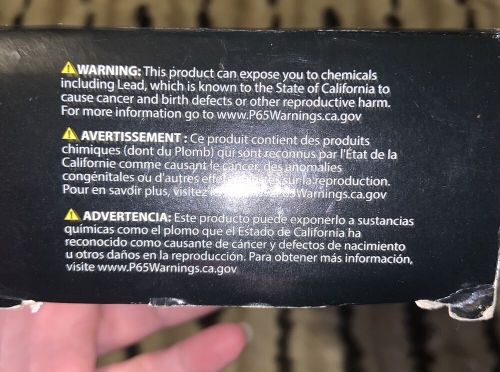 WARNING: This product can expose you to chemicals
including Lead, which is known to the State of California to
cause cancer and birth defects or other reproductive harm.
For more information go to www.P65Warnings.ca.gov
AVERTISSEMENT : Ce produit contient des produits
chimiques (dont du Plomb) qui sont reconnus par l'État de la
Californie comme causant le cancer, des anomalies
congénitales ou d'autres sur la reproduction.
Pour en savoir plus, visitez
ADVERTENCIA: Este producto puede exponerlo a sustancias
químicas como el plomo que el Estado de California ha
reconocido como causante de cáncer y defectos de nacimiento
u otros daños en la reproducción. Para obtener más información,
visite www.P65Warnings.ca.gov